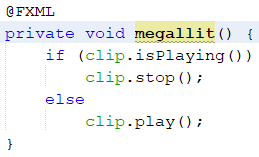 @FXML
private void megallit() {
    if (clip.isPlaying())
        clip.stop();
    else
        clip.play();
}